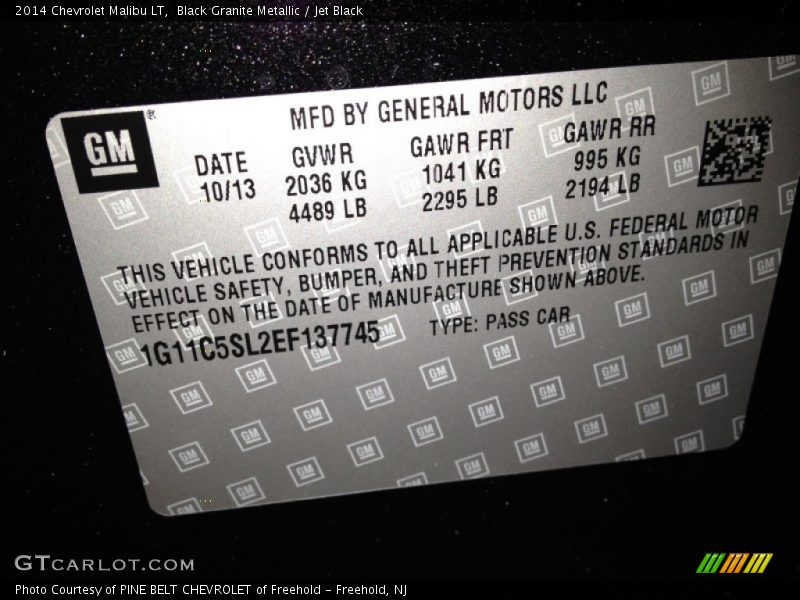 2014 Chevrolet Malibu LT,  Black Granite Metallic / Jet Black
GM®
MFD BY GENERAL MOTORS LLC
DATE GVWR GAWR FRT GAWR RR
10/13 2036 KG 1041 KG 995 KG
4489 LB 2295 LB 2194 LB
THIS VEHICLE CONFORMS TO ALL APPLICABLE U.S. FEDERAL MOTOR
VEHICLE SAFETY, BUMPER, AND THEFT PREVENTION STANDARDS IN
EFFECT ON THE DATE OF MANUFACTURE SHOWN ABOVE.
1G11C5SL2EF137745 TYPE: PASS CAR
GTCARLOT.COM
Photo Courtesy of PINE BELT CHEVROLET of Freehold - Freehold, NJ